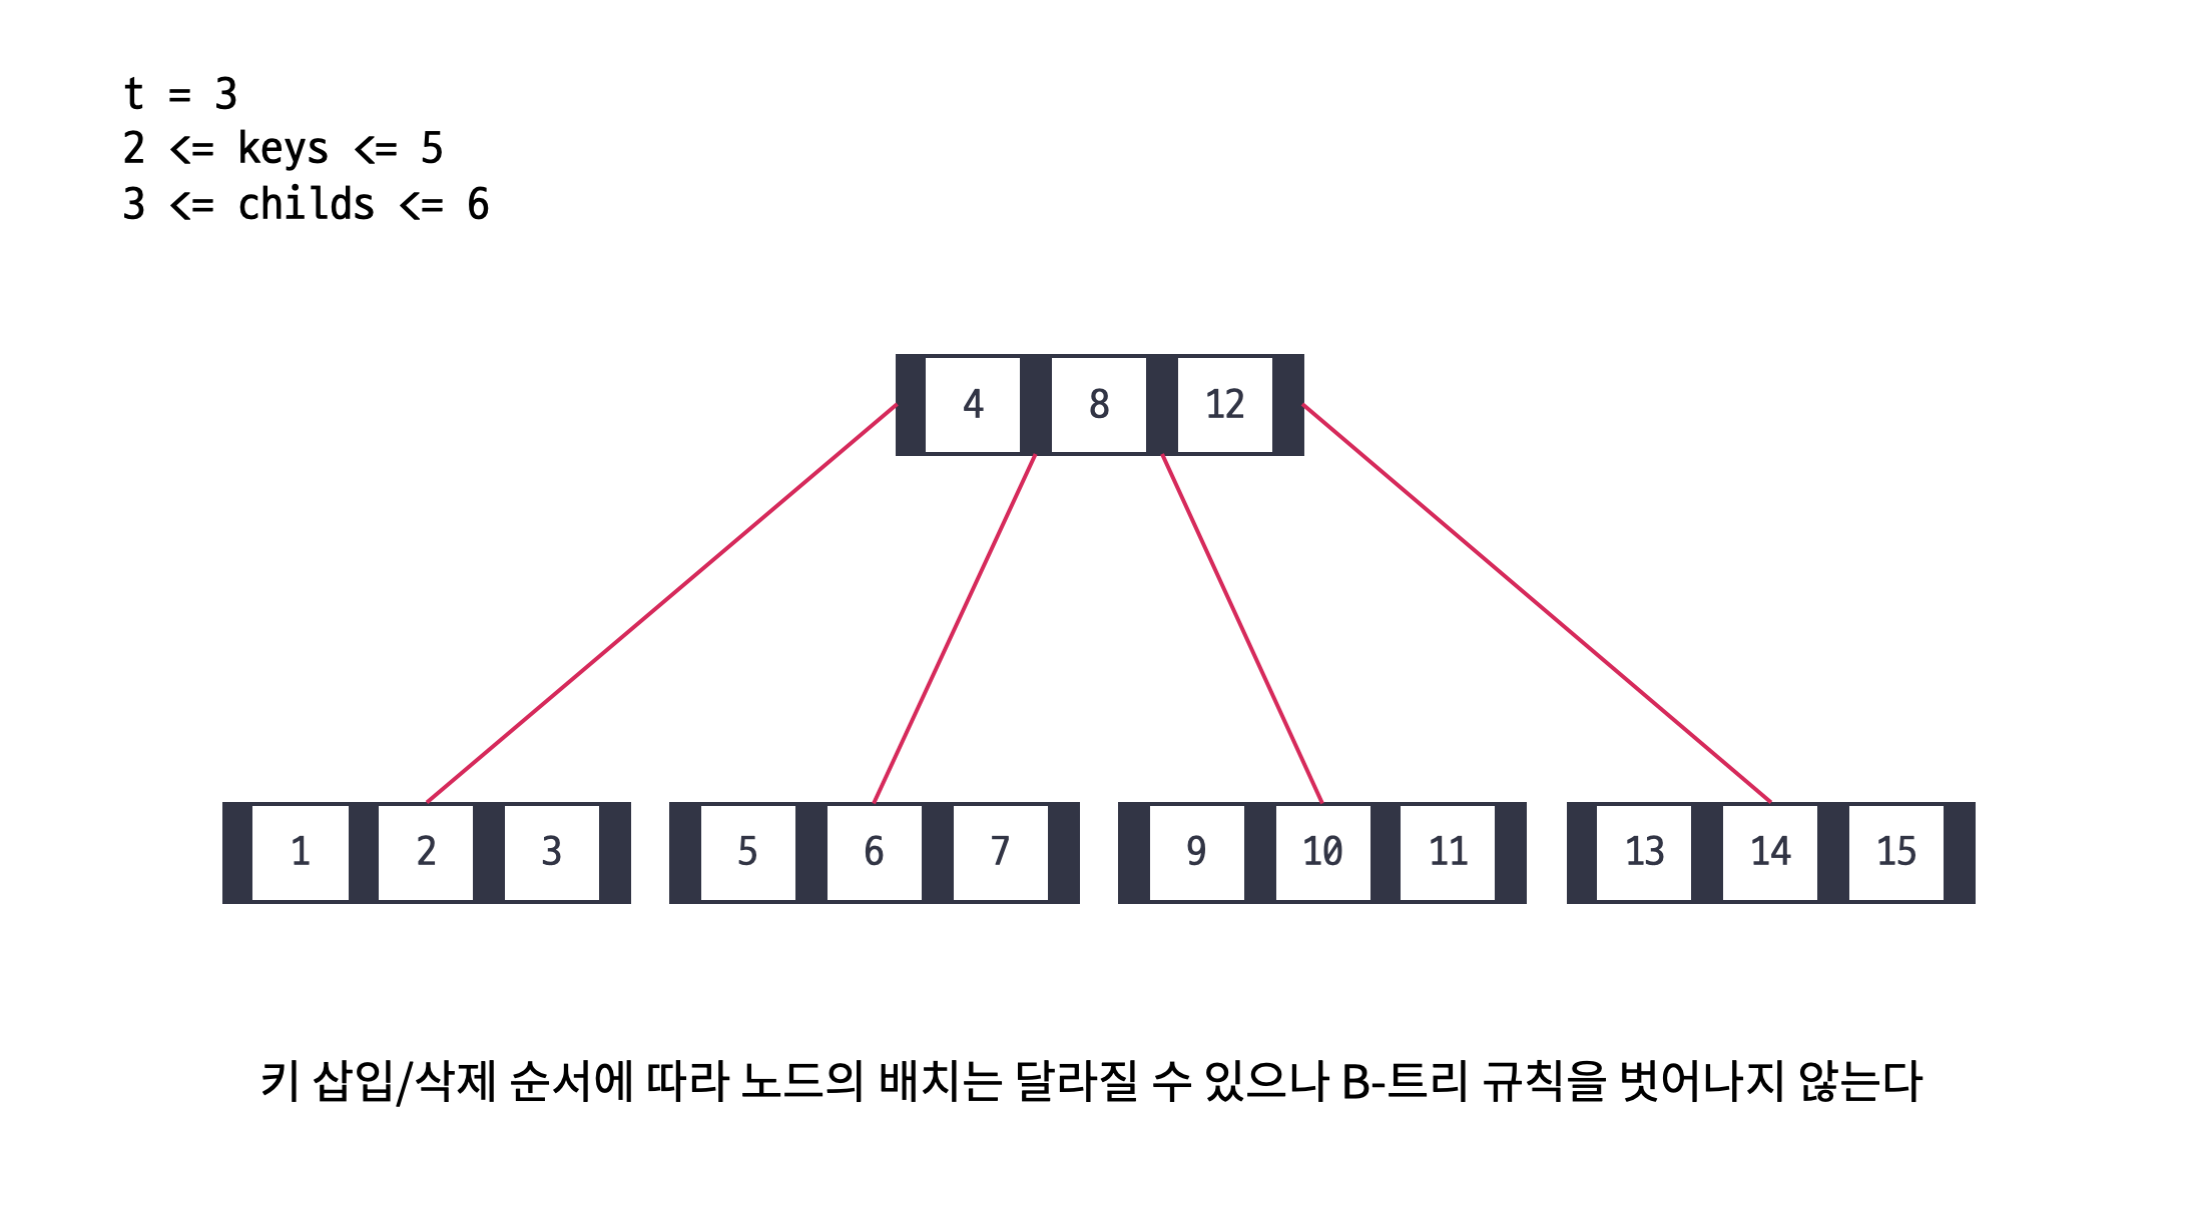 t = 3
2 <= keys <= 5
3 <= childs <= 6
4 8 12
1 2 3 5 6 7 9 10 11 13 14 15
키 삽입/삭제 순서에 따라 노드의 배치는 달라질 수 있으나 B-트리 규칙을 벗어나지 않는다